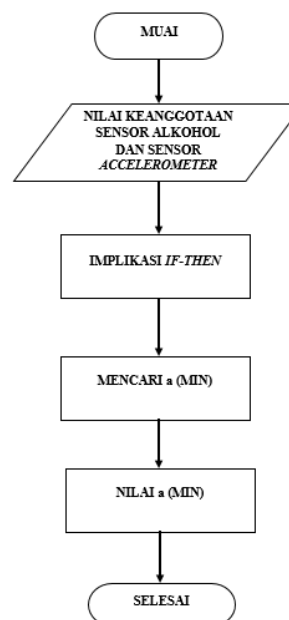 MUAI
NILAI KEANGGOTAAN
SENSOR ALKOHOL
DAN SENSOR
ACCELEROMETER
IMPLIKASI IF-THEN
MENCARI a (MIN)
NILAI a (MIN)
SELESAI